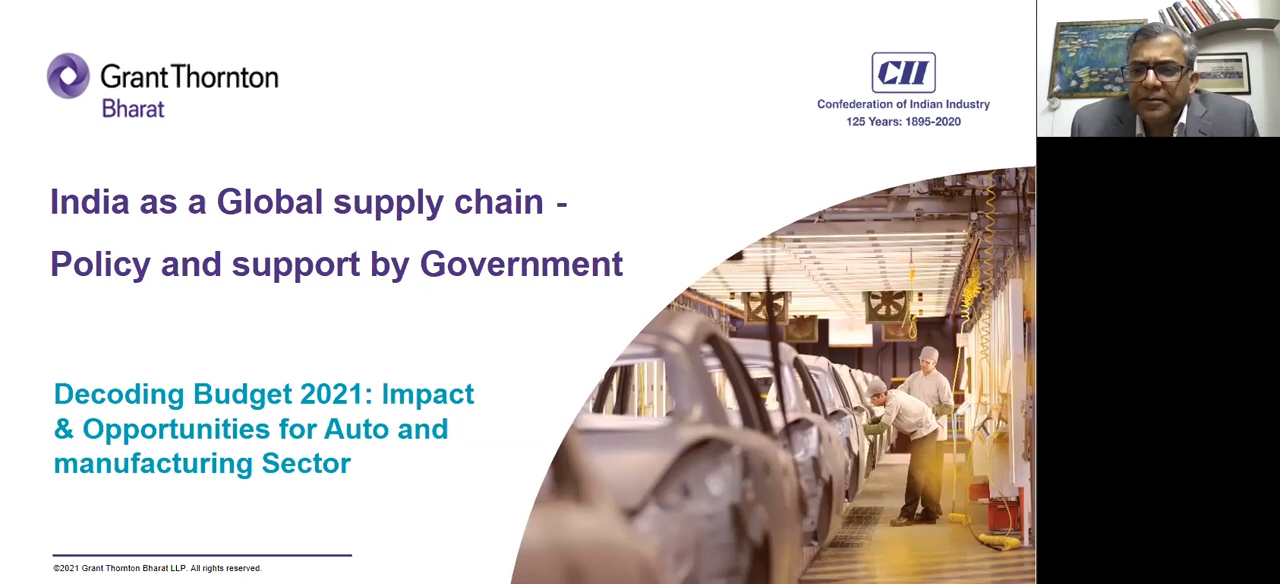 Grant Thornton
Bharat
CII
Confederation of Indian Industry
125 Years: 1895-2020
India as a Global supply chain -
Policy and support by Government
Decoding Budget 2021: Impact
& Opportunities for Auto and
manufacturing Sector
©2021 Grant Thornton Bharat LLP. All rights reserved.